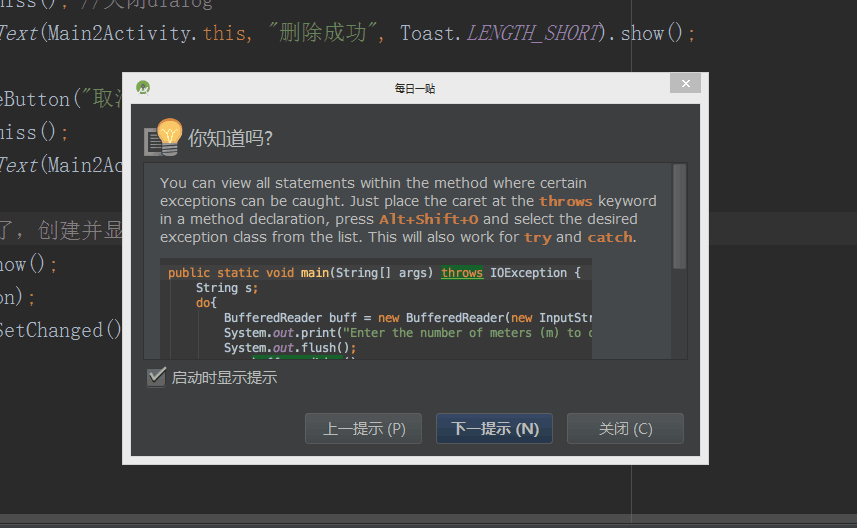 niss(); //关闭dialog
Text(Main2Activity.this, "删除成功", Toast.LENGTH_SHORT).show();
eButton("取消
niss();
Text(Main2Ac
了，创建并显
how();
on);
SetChanged()
每日一贴
你知道吗?
You can view all statements within the method where certain
exceptions can be caught. Just place the caret at the throws keyword
in a method declaration, press Alt+Shift+O and select the desired
exception class from the list. This will also work for try and catch.
public static void main(String[] args) throws IOException {
String s;
do{
BufferedReader buff = new BufferedReader(new InputStr
System.out.print("Enter the number of meters (m) to c
System.out.flush();
启动时显示提示
上一提示 (P)
下一提示 (N)
关闭 (C)